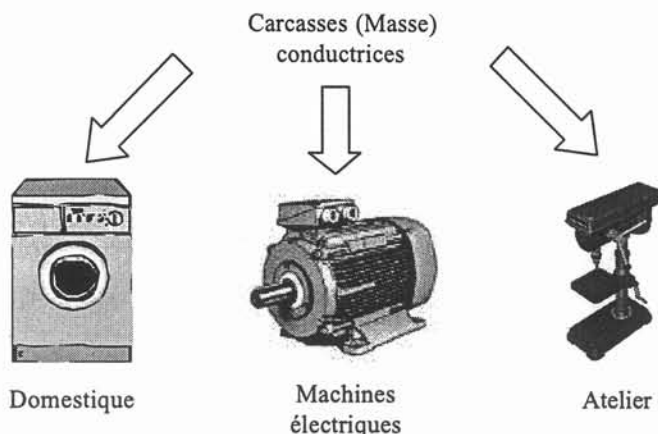 Carcasses (Masse)
conductrices
Domestique
Machines
électriques
Atelier